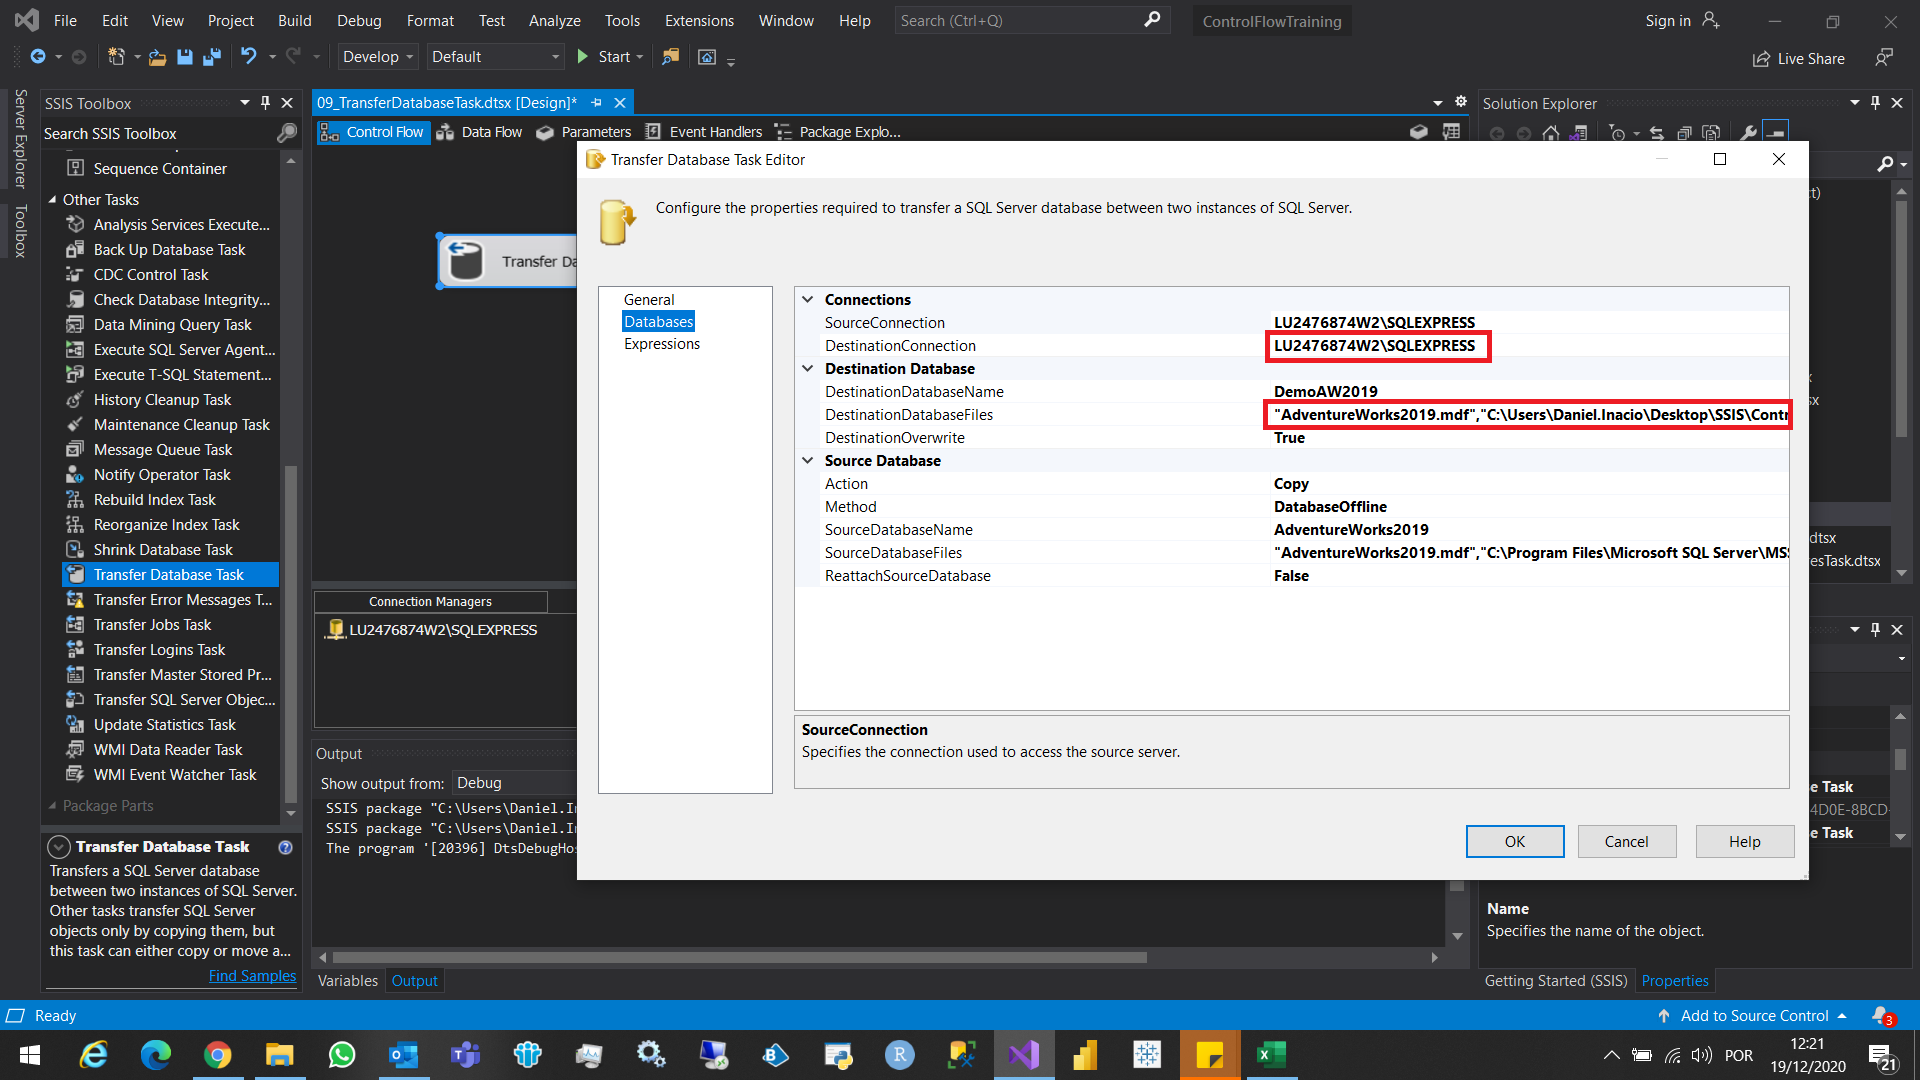 File Edit View Project Build Debug Format Test Analyze Tools Extensions Window Help Search (Ctrl+Q) ControlFlowTraining Sign in
Develop Default Start Live Share
Server Explorer
Toolbox
SSIS Toolbox
Search SSIS Toolbox
Sequence Container
Other Tasks
Analysis Services Execute...
Back Up Database Task
CDC Control Task
Check Database Integrity...
Data Mining Query Task
Execute SQL Server Agent...
Execute T-SQL Statement...
History Cleanup Task
Maintenance Cleanup Task
Message Queue Task
Notify Operator Task
Rebuild Index Task
Reorganize Index Task
Shrink Database Task
Transfer Database Task
Transfer Error Messages T...
Transfer Jobs Task
Transfer Logins Task
Transfer Master Stored Pr...
Transfer SQL Server Objec...
Update Statistics Task
WMI Data Reader Task
WMI Event Watcher Task
Package Parts
Transfer Database Task
Transfers a SQL Server database
between two instances of SQL Server.
Other tasks transfer SQL Server
objects only by copying them, but
this task can either copy or move a...
Find Samples
09_TransferDatabaseTask.dtsx [Design]*
Control Flow Data Flow Parameters Event Handlers Package Explo...
Transfer Da
Connection Managers
LU2476874W2\SQLEXPRESS
Output
Show output from: Debug
SSIS package "C:\Users\Daniel.In
SSIS package "C:\Users\Daniel.In
The program '[20396] DtsDebugHos
Variables Output
Transfer Database Task Editor
Configure the properties required to transfer a SQL Server database between two instances of SQL Server.
General
Databases
Expressions
Connections
SourceConnection LU2476874W2\SQLEXPRESS
DestinationConnection LU2476874W2\SQLEXPRESS
Destination Database
DestinationDatabaseName DemoAW2019
DestinationDatabaseFiles "AdventureWorks2019.mdf","C:\Users\Daniel.Inacio\Desktop\SSIS\Contr
DestinationOverwrite True
Source Database
Action Copy
Method DatabaseOffline
SourceDatabaseName AdventureWorks2019
SourceDatabaseFiles "AdventureWorks2019.mdf","C:\Program Files\Microsoft SQL Server\MSS
ReattachSourceDatabase False
SourceConnection
Specifies the connection used to access the source server.
OK Cancel Help
Solution Explorer
ct)
k
sx
dtsx
esTask.dtsx
e Task
4D0E-8BCD-
e Task
Name
Specifies the name of the object.
Getting Started (SSIS) Properties
Ready Add to Source Control 3
POR
12:21
19/12/2020
21